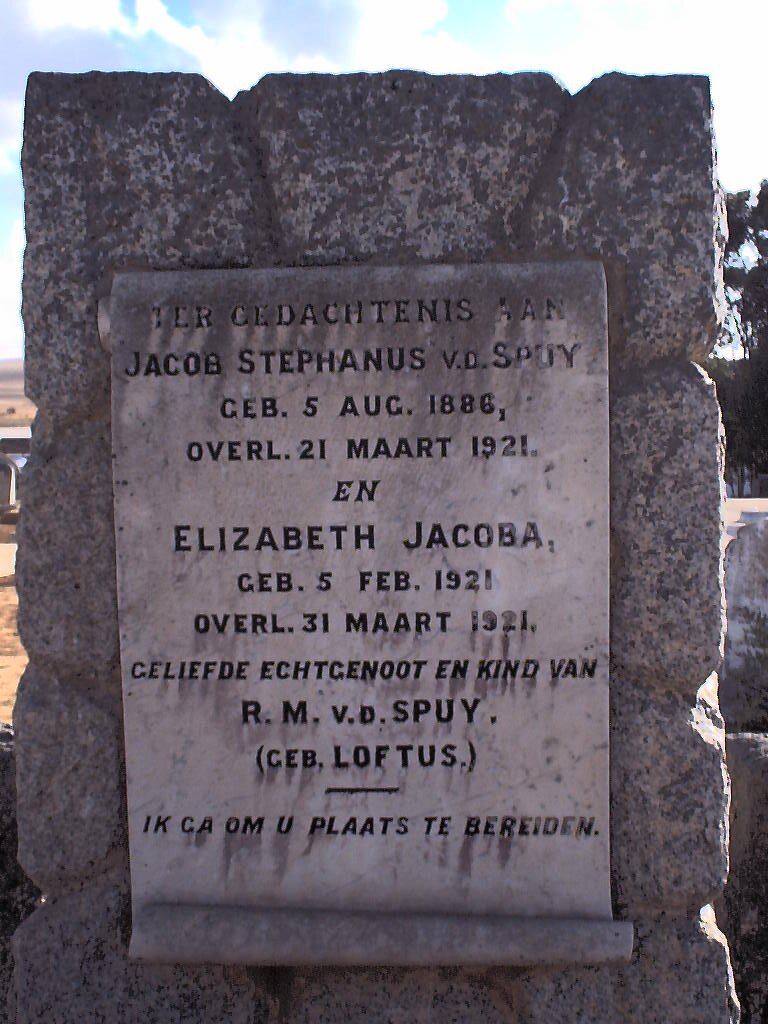 TER GEDACHTENIS AAN
JACOB STEPHANUS V.D. SPUY
GEB. 5 AUG. 1886,
OVERL. 21 MAART 1921.
EN
ELIZABETH JACOBA,
GEB. 5 FEB. 1921
OVERL. 31 MAART 1921.
GELIEFDE ECHTGENOOT EN KIND VAN
R. M. V.D. SPUY.
(GEB. LOFTUS.)
IK GA OM U PLAATS TE BEREIDEN.